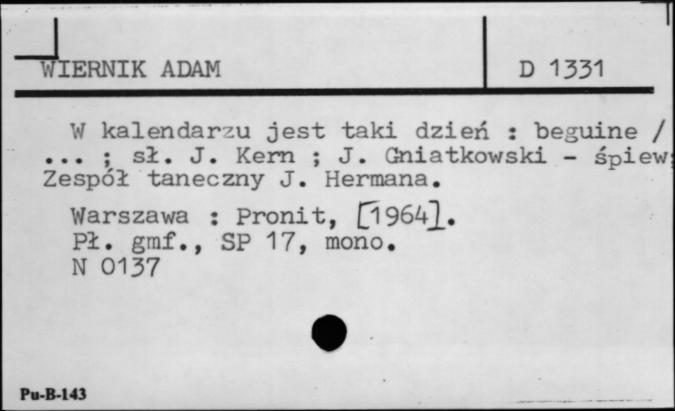 WIERNIK ADAM
D 1331
W kalendarzu jest taki dzień : beguine /
... ; sł. J. Kern ; J. Gniatkowski - śpiew;
Zespół taneczny J. Hermana.
Warszawa : Pronit, [1964].
Pł. gmf., SP 17, mono.
N 0137
Pu-B-143